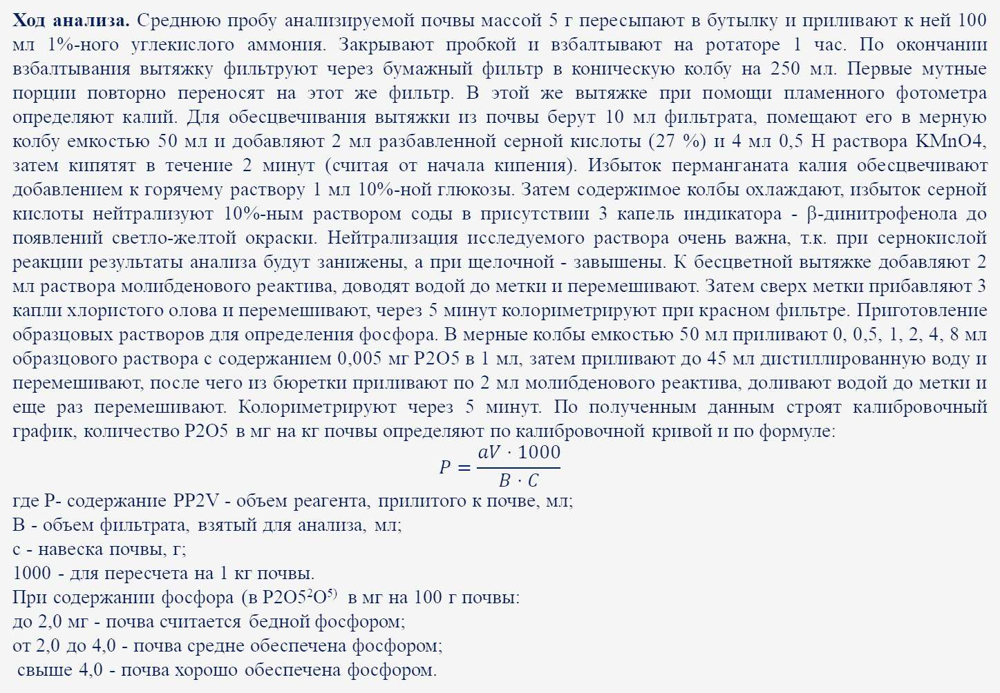 Ход анализа. Среднюю пробу анализируемой почвы массой 5 г пересыпают в бутылку и приливают к ней 100
мл 1%-ного углекислого аммония. Закрывают пробкой и взбалтывают на ротаторе 1 час. По окончании
взбалтывания вытяжку фильтруют через бумажный фильтр в коническую колбу на 250 мл. Первые мутные
порции повторно переносят на этот же фильтр. В этой же вытяжке при помощи пламенного фотометра
определяют калий. Для обесцвечивания вытяжки из почвы берут 10 мл фильтрата, помещают его в мерную
колбу емкостью 50 мл и добавляют 2 мл разбавленной серной кислоты (27 %) и 4 мл 0,5 Н раствора KMnO4,
затем кипятят в течение 2 минут (считая от начала кипения). Избыток перманганата калия обесцвечивают
добавлением к горячему раствору 1 мл 10%-ной глюкозы. Затем содержимое колбы охлаждают, избыток серной
кислоты нейтрализуют 10%-ным раствором соды в присутствии 3 капель индикатора - β-динитрофенола до
появлений светло-желтой окраски. Нейтрализация исследуемого раствора очень важна, т.к. при сернокислой
реакции результаты анализа будут занижены, а при щелочной - завышены. К бесцветной вытяжке добавляют 2
мл раствора молибденового реактива, доводят водой до метки и перемешивают. Затем сверх метки прибавляют 3
капли хлористого олова и перемешивают, через 5 минут колориметрируют при красном фильтре. Приготовление
образцовых растворов для определения фосфора. В мерные колбы емкостью 50 мл приливают 0, 0,5, 1, 2, 4, 8 мл
образцового раствора с содержанием 0,005 мг P2O5 в 1 мл, затем приливают до 45 мл дистиллированную воду и
перемешивают, после чего из бюретки приливают по 2 мл молибденового реактива, доливают водой до метки и
еще раз перемешивают. Колориметрируют через 5 минут. По полученным данным строят калибровочный
график, количество P2O5 в мг на кг почвы определяют по калибровочной кривой и по формуле:
P = aV · 1000 / B · C
где P- содержание PP2V - объем реагента, прилитого к почве, мл;
В - объем фильтрата, взятый для анализа, мл;
с - навеска почвы, г;
1000 - для пересчета на 1 кг почвы.
При содержании фосфора (в P2O5²O⁵⁾ в мг на 100 г почвы:
до 2,0 мг - почва считается бедной фосфором;
от 2,0 до 4,0 - почва средне обеспечена фосфором;
свыше 4,0 - почва хорошо обеспечена фосфором.